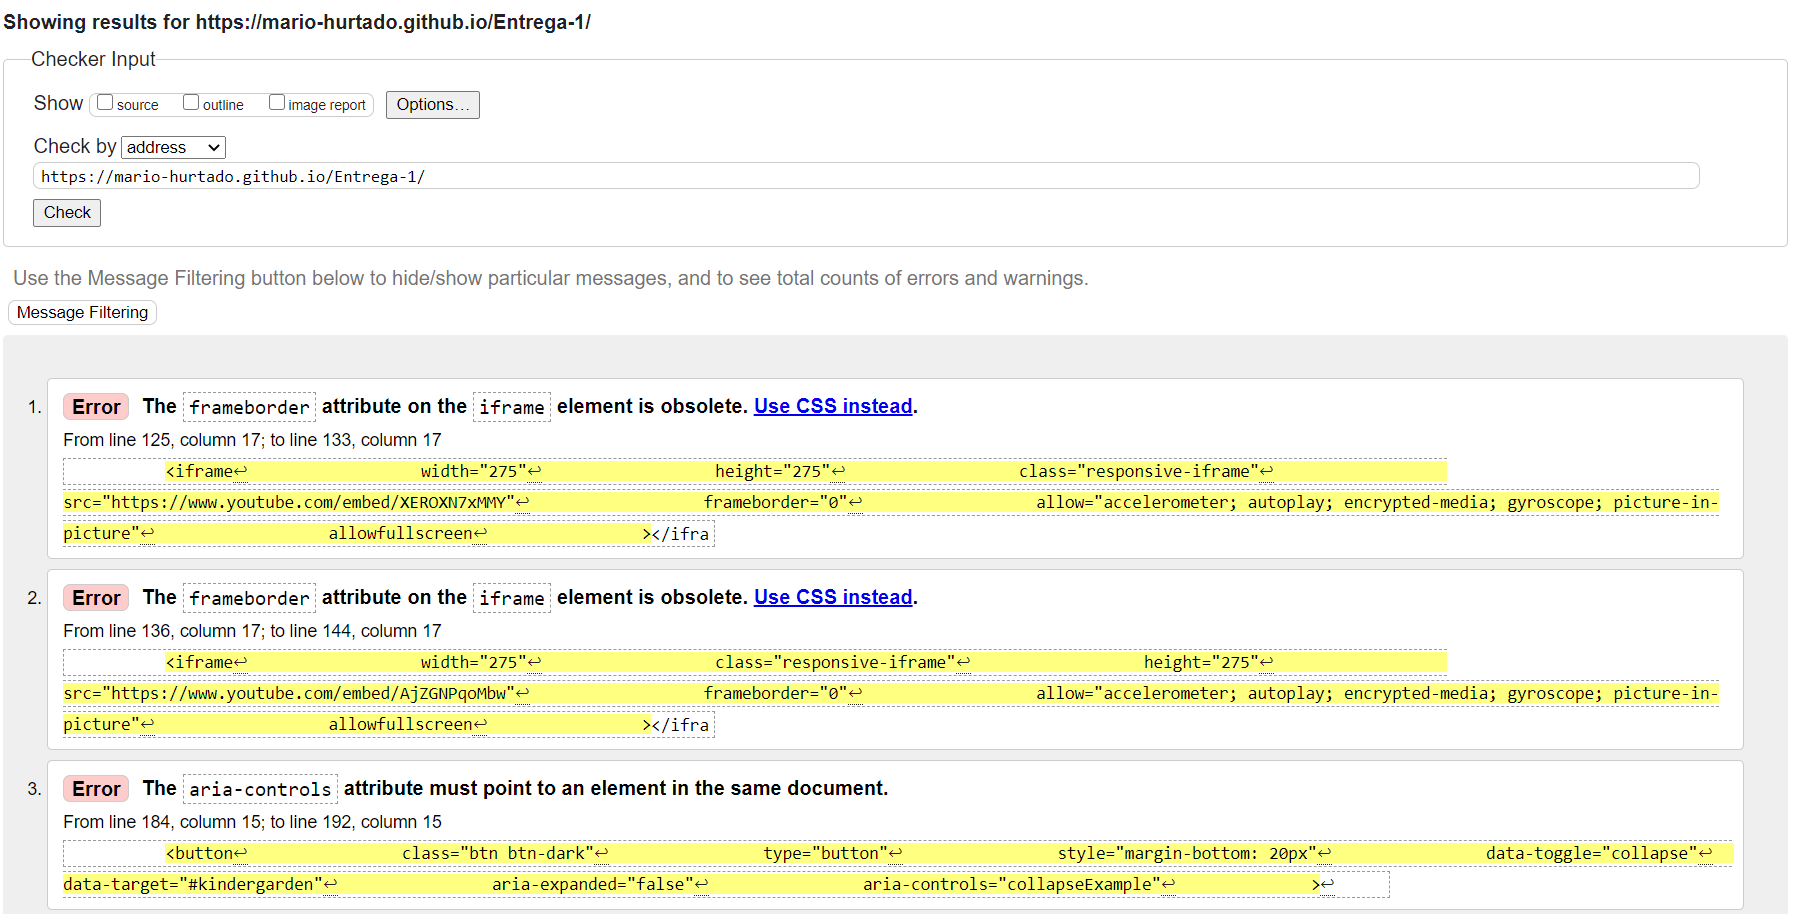 Showing results for https://mario-hurtado.github.io/Entrega-1/
Checker Input
Show source outline image report Options...
Check by address
https://mario-hurtado.github.io/Entrega-1/
Check
Use the Message Filtering button below to hide/show particular messages, and to see total counts of errors and warnings.
Message Filtering
1. Error The frameborder attribute on the iframe element is obsolete. Use CSS instead.
From line 125, column 17; to line 133, column 17
<iframe↩ width="275"↩ height="275"↩ class="responsive-iframe"↩
src="https://www.youtube.com/embed/XEROXN7xMMY"↩ frameborder="0"↩ allow="accelerometer; autoplay; encrypted-media; gyroscope; picture-in-
picture"↩ allowfullscreen↩ ></ifra
2. Error The frameborder attribute on the iframe element is obsolete. Use CSS instead.
From line 136, column 17; to line 144, column 17
<iframe↩ width="275"↩ class="responsive-iframe"↩ height="275"↩
src="https://www.youtube.com/embed/AjZGNPqoMbw"↩ frameborder="0"↩ allow="accelerometer; autoplay; encrypted-media; gyroscope; picture-in-
picture"↩ allowfullscreen↩ ></ifra
3. Error The aria-controls attribute must point to an element in the same document.
From line 184, column 15; to line 192, column 15
<button↩ class="btn btn-dark"↩ type="button"↩ style="margin-bottom: 20px"↩ data-toggle="collapse"↩
data-target="#kindergarden"↩ aria-expanded="false"↩ aria-controls="collapseExample"↩ >↩